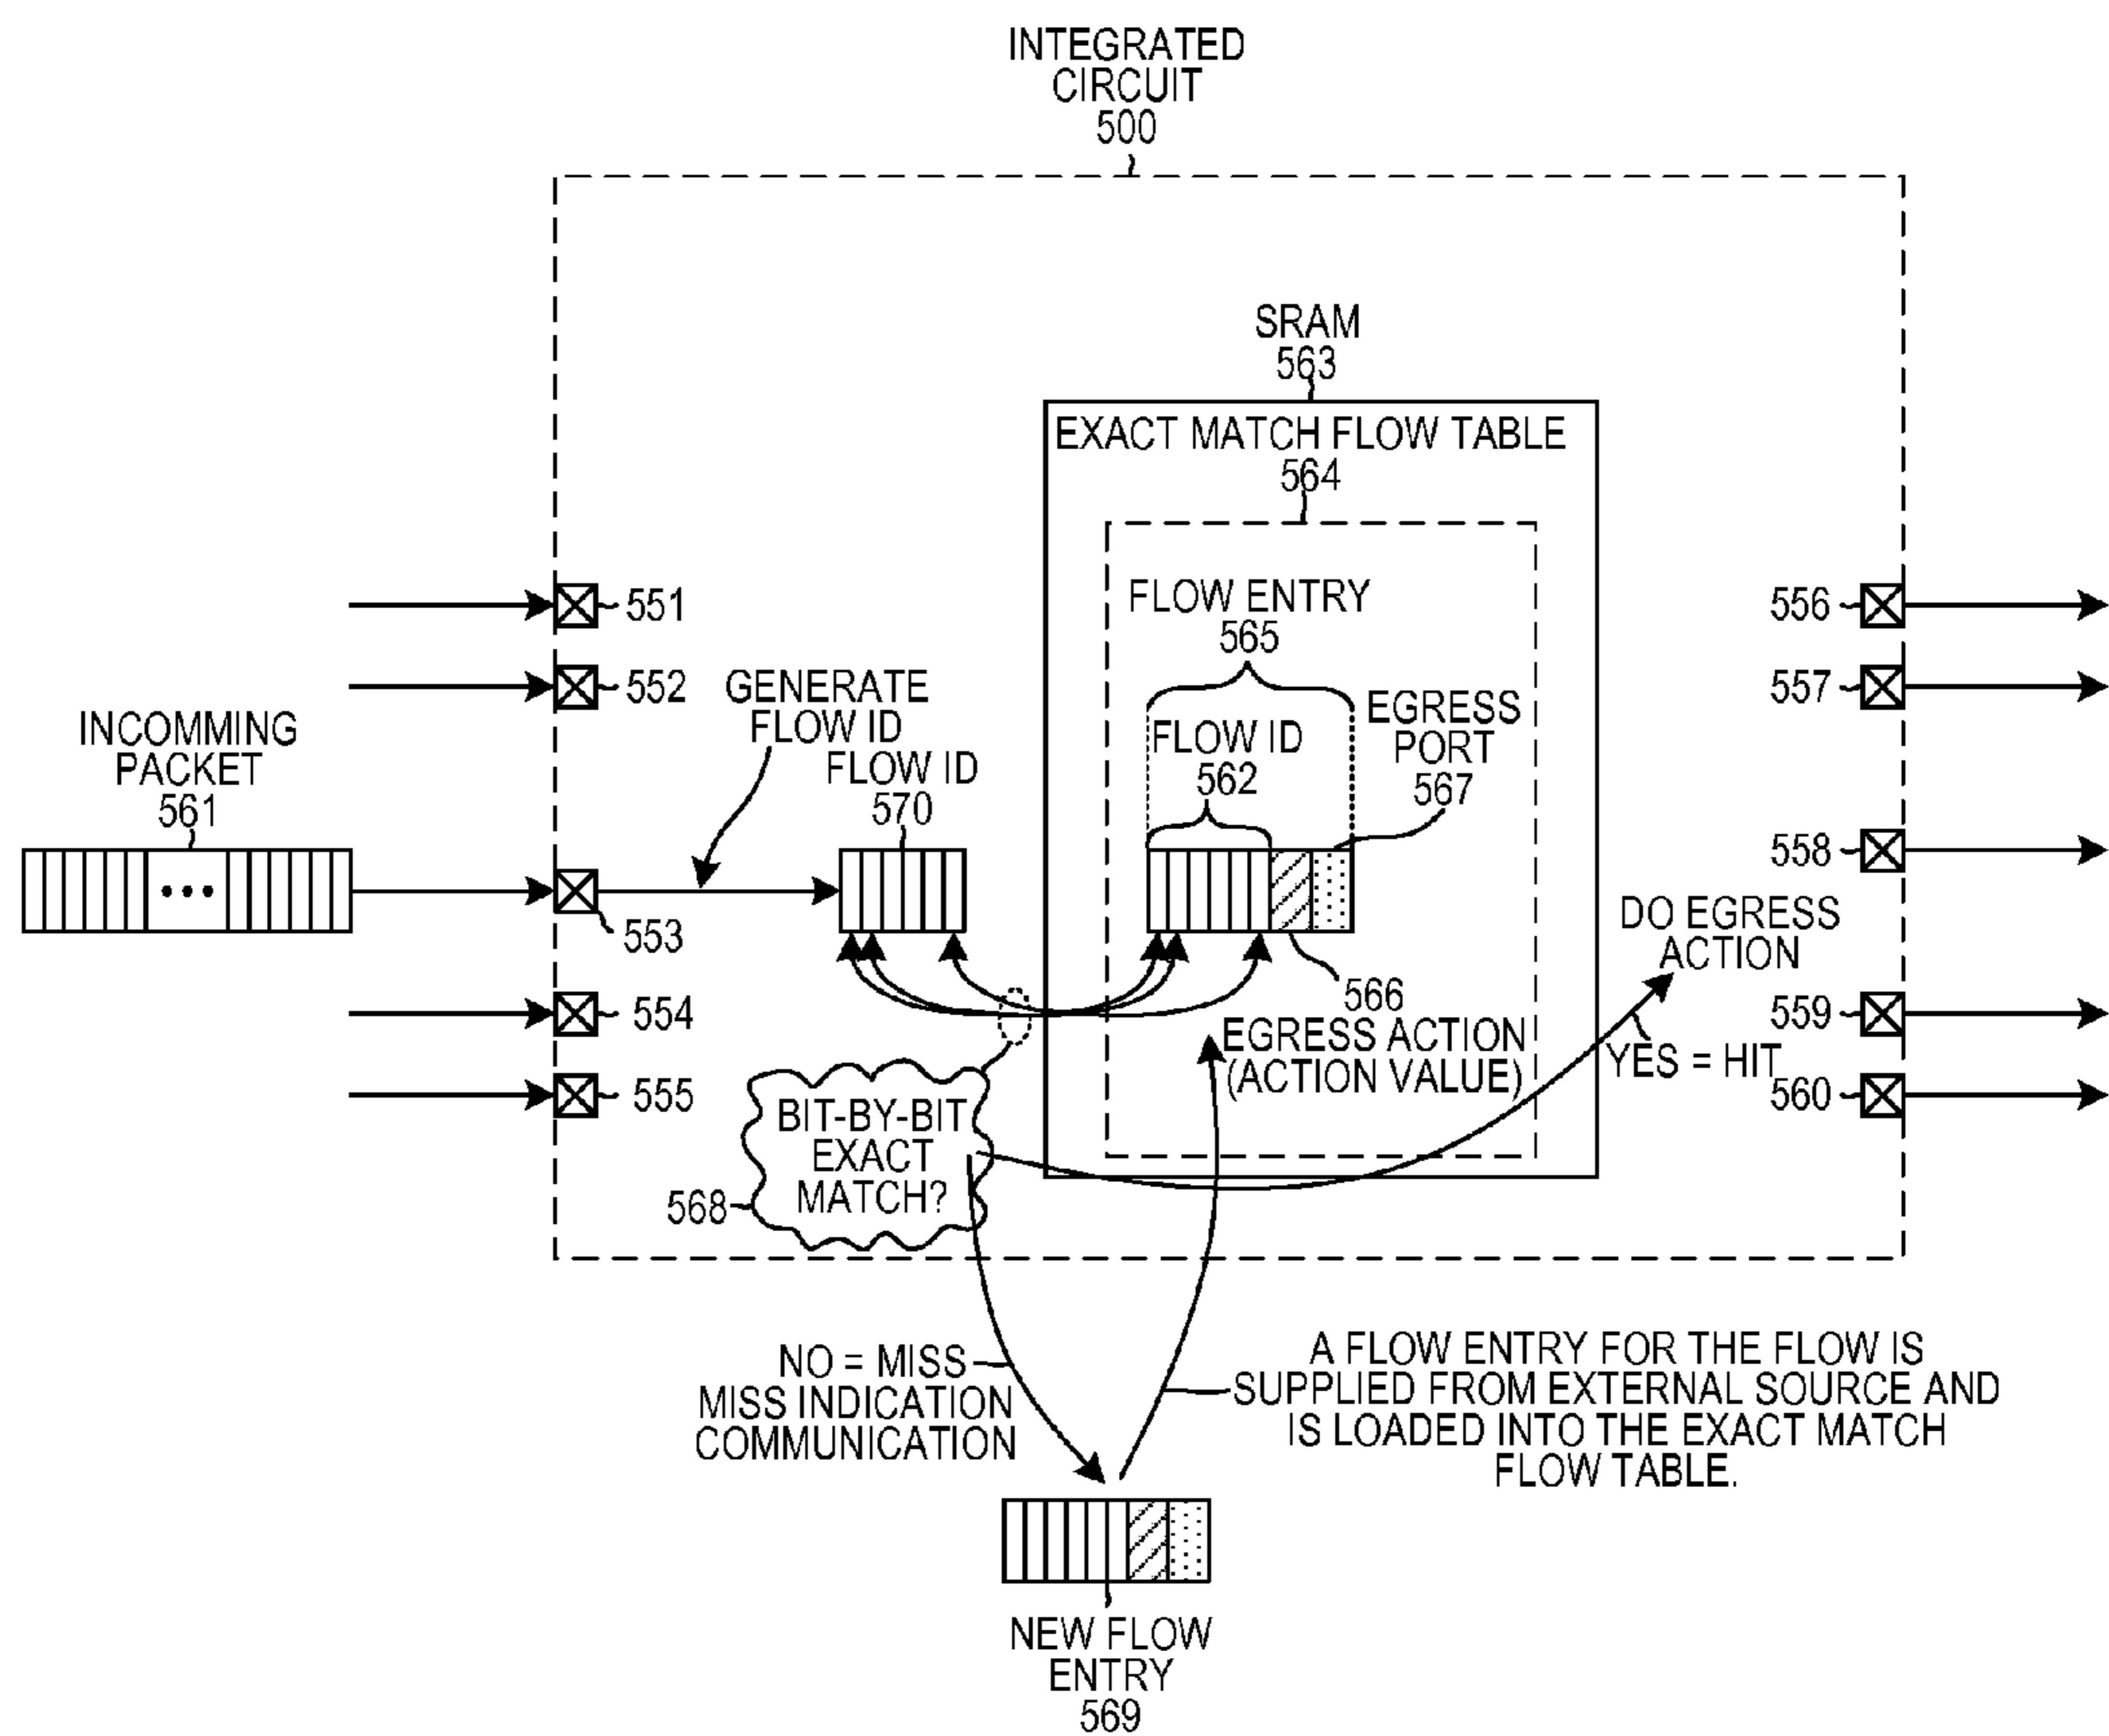 INTEGRATED
CIRCUIT
500
SRAM
563
EXACT MATCH FLOW TABLE
564
FLOW ENTRY
565
551
552
GENERATE
FLOW ID
FLOW ID
570
INCOMMING
PACKET
561
FLOW ID
562
EGRESS
PORT
567
556
557
558
553
554
555
566
EGRESS ACTION
(ACTION VALUE)
DO EGRESS
ACTION
559
YES = HIT
560
BIT-BY-BIT
EXACT
MATCH?
568
NO = MISS
MISS INDICATION
COMMUNICATION
A FLOW ENTRY FOR THE FLOW IS
SUPPLIED FROM EXTERNAL SOURCE AND
IS LOADED INTO THE EXACT MATCH
FLOW TABLE.
NEW FLOW
ENTRY
569